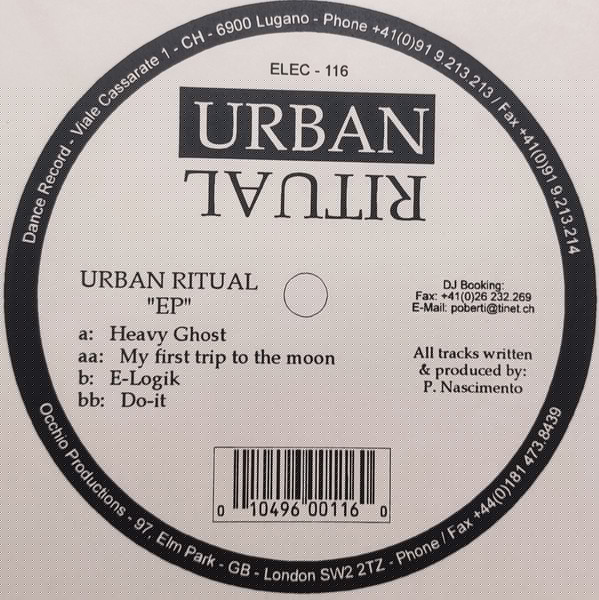 Dance Record - Viale Cassarate 1 - CH - 6900 Lugano - Phone +41(0)91 9.213 213 / Fax +41(0)91 9.213.214
ELEC - 116
URBAN
RITUAL
URBAN RITUAL
"EP"
a: Heavy Ghost
aa: My first trip to the moon
b: E-Logik
bb: Do-it
DJ Booking:
Fax: +41(0)26 232.269
E-Mail: poberti@tinet.ch
All tracks written
& produced by:
P. Nascimento
0 10496 00116 0
Occhio Productions - 97, Elm Park - GB - London SW2 2TZ - Phone / Fax +44(0)181 473.8439